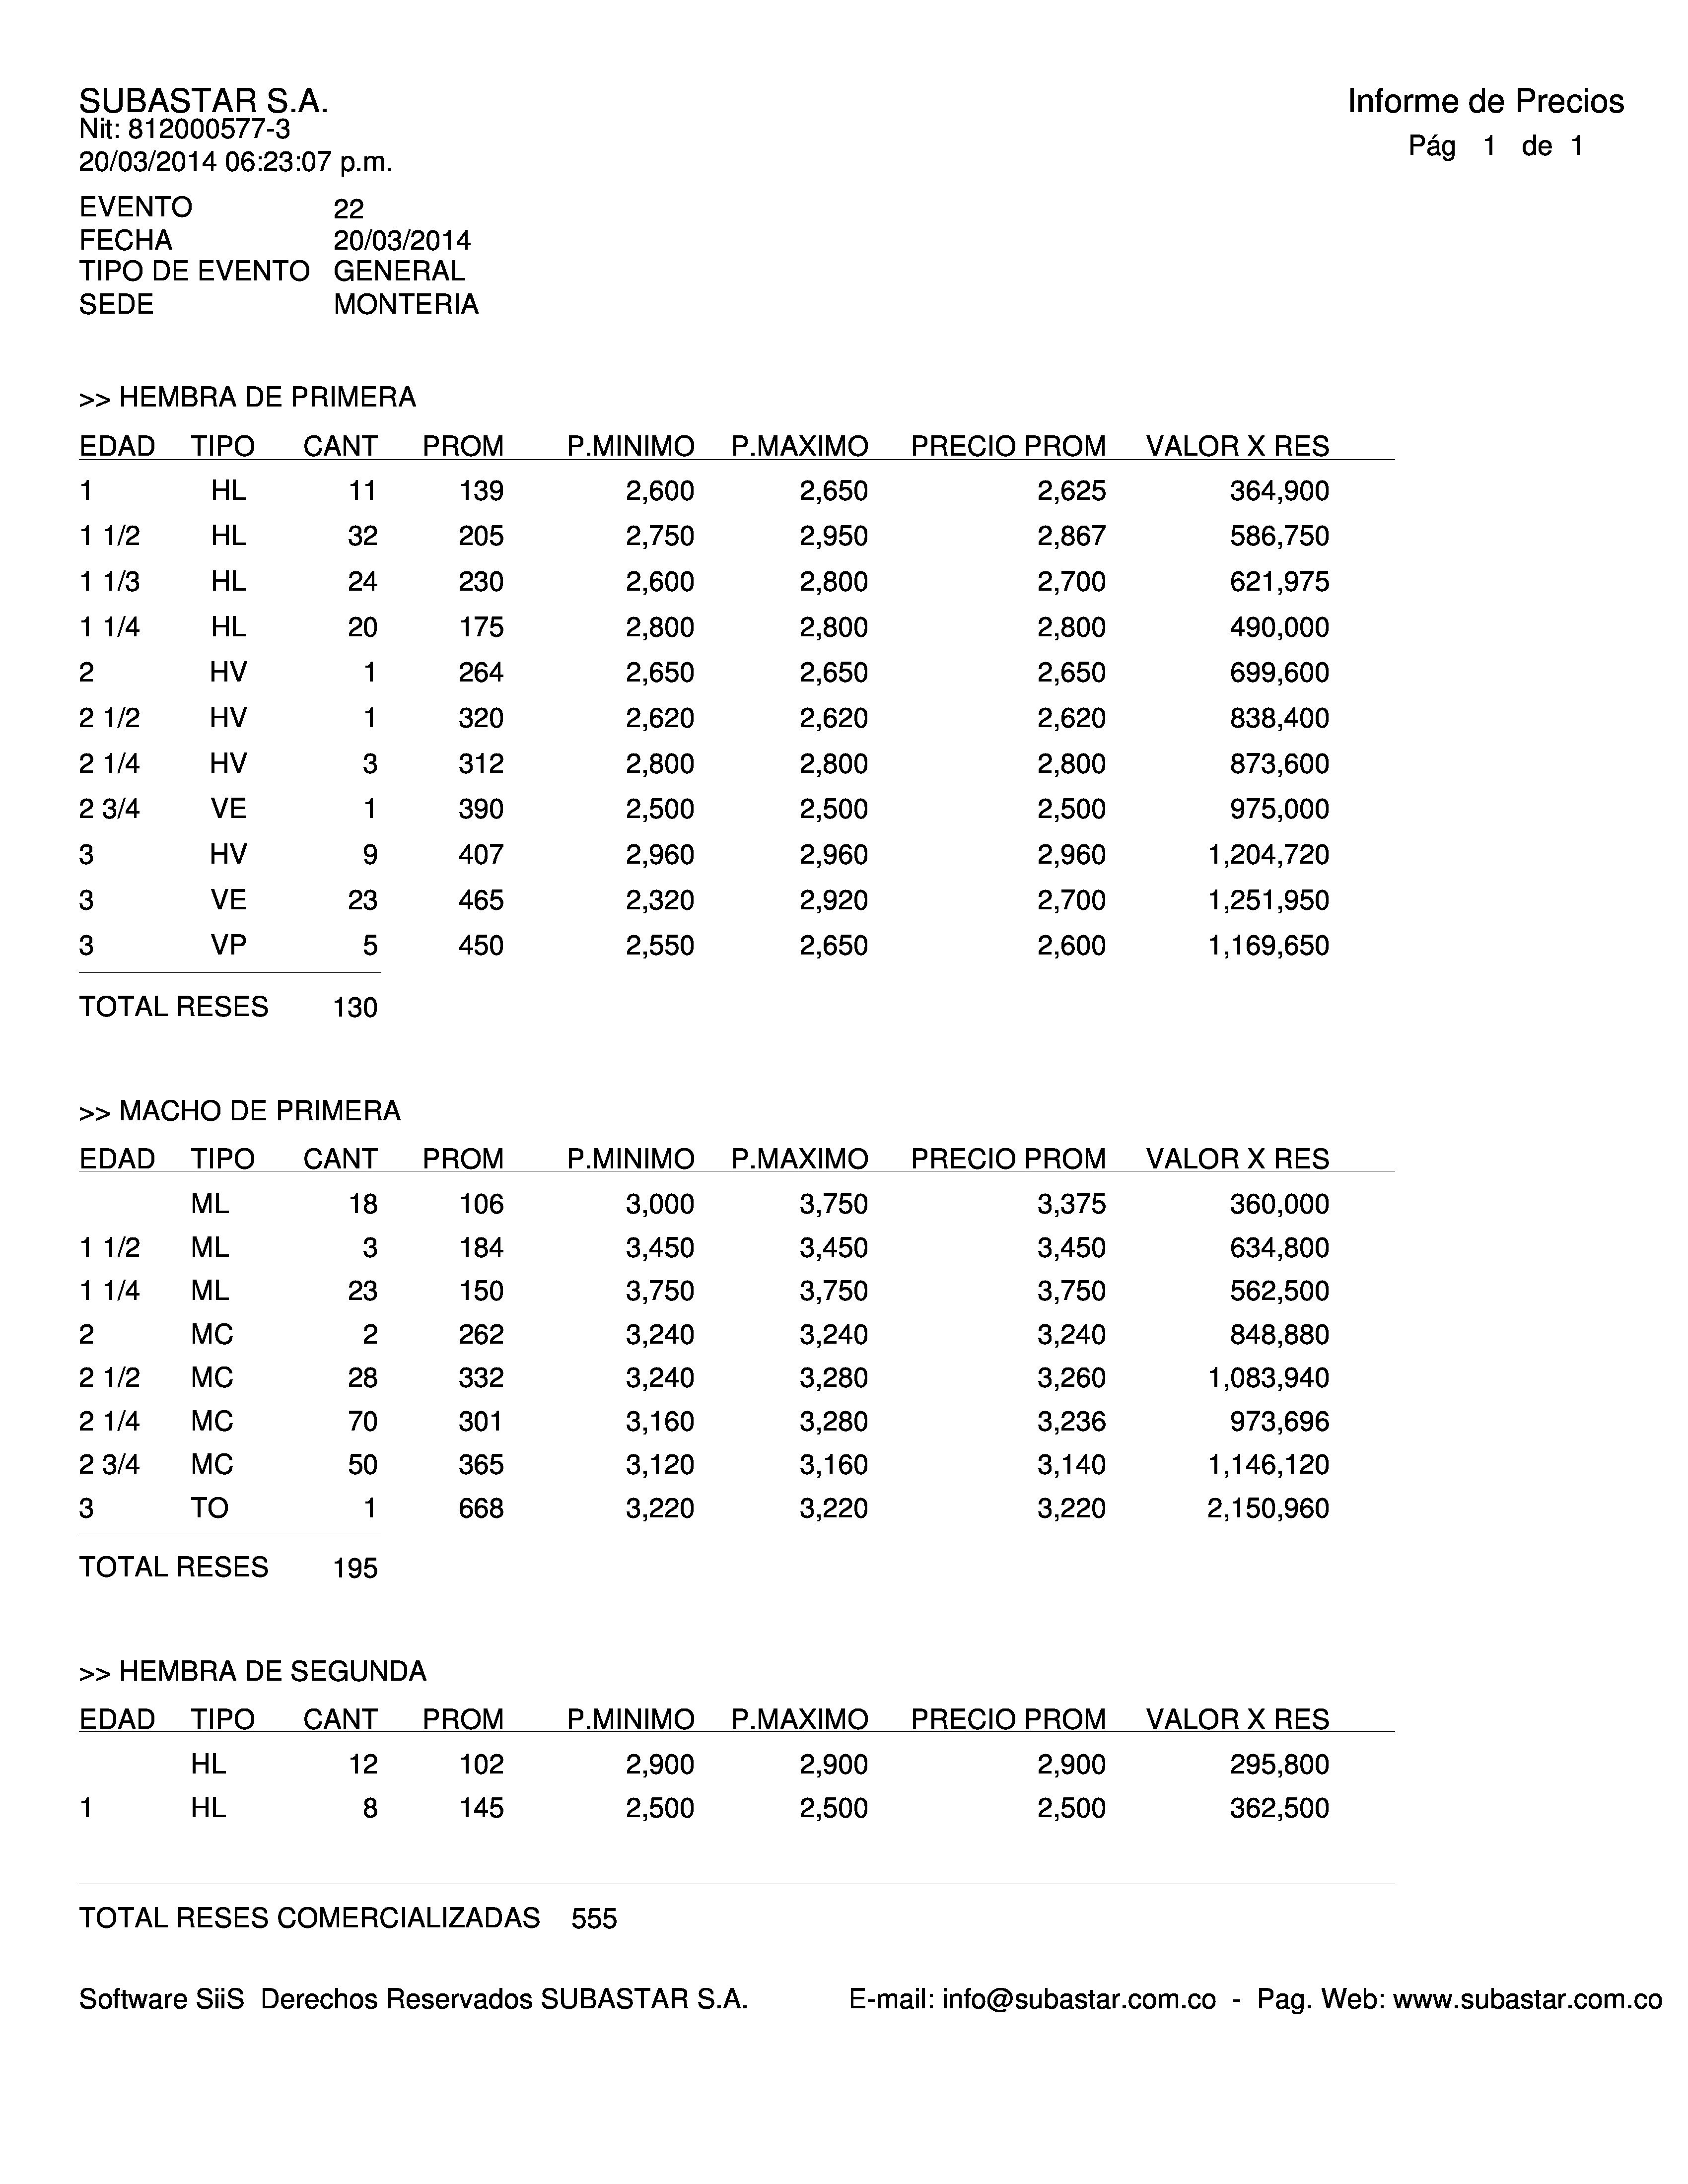 SUBASTAR S.A.
Informe de Precios
Nit: 812000577-3
Pág 1 de 1
20/03/2014 06:23:07 p.m.
EVENTO 22
FECHA 20/03/2014
TIPO DE EVENTO GENERAL
SEDE MONTERIA
>> HEMBRA DE PRIMERA
EDAD TIPO CANT PROM P.MINIMO P.MAXIMO PRECIO PROM VALOR X RES
1 HL 11 139 2,600 2,650 2,625 364,900
1 1/2 HL 32 205 2,750 2,950 2,867 586,750
1 1/3 HL 24 230 2,600 2,800 2,700 621,975
1 1/4 HL 20 175 2,800 2,800 2,800 490,000
2 HV 1 264 2,650 2,650 2,650 699,600
2 1/2 HV 1 320 2,620 2,620 2,620 838,400
2 1/4 HV 3 312 2,800 2,800 2,800 873,600
2 3/4 VE 1 390 2,500 2,500 2,500 975,000
3 HV 9 407 2,960 2,960 2,960 1,204,720
3 VE 23 465 2,320 2,920 2,700 1,251,950
3 VP 5 450 2,550 2,650 2,600 1,169,650
TOTAL RESES 130
>> MACHO DE PRIMERA
EDAD TIPO CANT PROM P.MINIMO P.MAXIMO PRECIO PROM VALOR X RES
ML 18 106 3,000 3,750 3,375 360,000
1 1/2 ML 3 184 3,450 3,450 3,450 634,800
1 1/4 ML 23 150 3,750 3,750 3,750 562,500
2 MC 2 262 3,240 3,240 3,240 848,880
2 1/2 MC 28 332 3,240 3,280 3,260 1,083,940
2 1/4 MC 70 301 3,160 3,280 3,236 973,696
2 3/4 MC 50 365 3,120 3,160 3,140 1,146,120
3 TO 1 668 3,220 3,220 3,220 2,150,960
TOTAL RESES 195
>> HEMBRA DE SEGUNDA
EDAD TIPO CANT PROM P.MINIMO P.MAXIMO PRECIO PROM VALOR X RES
HL 12 102 2,900 2,900 2,900 295,800
1 HL 8 145 2,500 2,500 2,500 362,500
TOTAL RESES COMERCIALIZADAS 555
Software SiiS Derechos Reservados SUBASTAR S.A. E-mail: info@subastar.com.co - Pag. Web: www.subastar.com.co